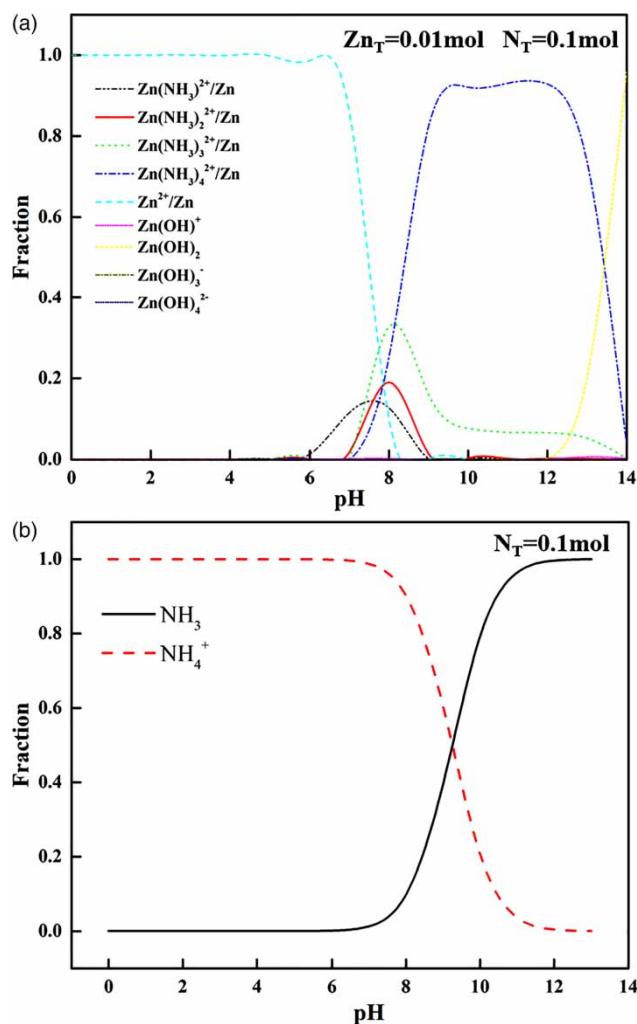 (a)
Zn_T=0.01mol N_T=0.1mol
1.0
0.8
0.6
0.4
0.2
0.0
Fraction
Zn(NH₃)²⁺/Zn
Zn(NH₃)₂²⁺/Zn
Zn(NH₃)₃²⁺/Zn
Zn(NH₃)₄²⁺/Zn
Zn²⁺/Zn
Zn(OH)⁺
Zn(OH)₂
Zn(OH)₃⁻
Zn(OH)₄²⁻
0 2 4 6 8 10 12 14
pH
(b)
N_T=0.1mol
1.0
0.8
0.6
0.4
0.2
0.0
Fraction
NH₃
NH₄⁺
0 2 4 6 8 10 12 14
pH